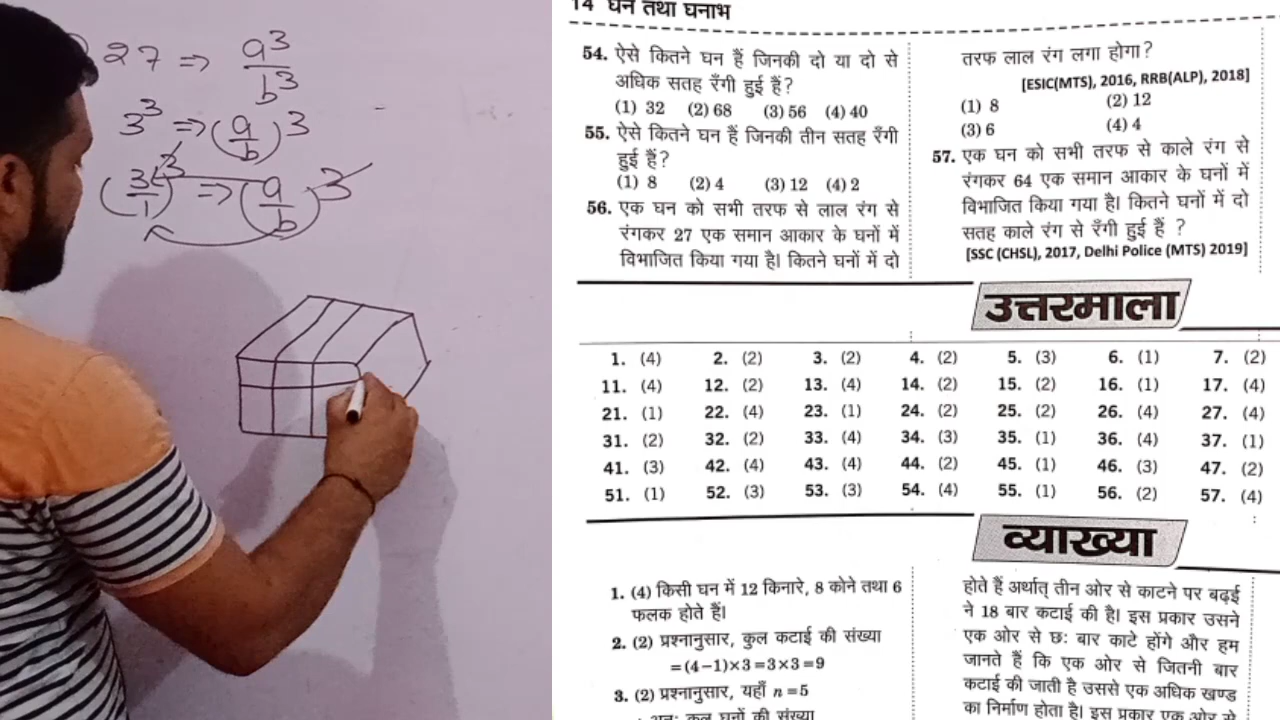 27 ⇒ a³/b³
3³ ⇒ (a/b)³
(3/1)³ ⇒ (a/b)³
14 घन तथा घनाभ
54. ऐसे कितने घन हैं जिनकी दो या दो से
अधिक सतह रँगी हुई हैं?
(1) 32 (2) 68 (3) 56 (4) 40
55. ऐसे कितने घन हैं जिनकी तीन सतह रँगी
हुई हैं?
(1) 8 (2) 4 (3) 12 (4) 2
56. एक घन को सभी तरफ से लाल रंग से
रंगकर 27 एक समान आकार के घनों में
विभाजित किया गया है। कितने घनों में दो
तरफ लाल रंग लगा होगा?
[ESIC(MTS), 2016, RRB(ALP), 2018]
(1) 8 (2) 12
(3) 6 (4) 4
57. एक घन को सभी तरफ से काले रंग से
रंगकर 64 एक समान आकार के घनों में
विभाजित किया गया है। कितने घनों में दो
सतह काले रंग से रँगी हुई हैं ?
[SSC (CHSL), 2017, Delhi Police (MTS) 2019]
उत्तरमाला
1. (4) 2. (2) 3. (2) 4. (2) 5. (3) 6. (1) 7. (2)
11. (4) 12. (2) 13. (4) 14. (2) 15. (2) 16. (1) 17. (4)
21. (1) 22. (4) 23. (1) 24. (2) 25. (2) 26. (4) 27. (4)
31. (2) 32. (2) 33. (4) 34. (3) 35. (1) 36. (4) 37. (1)
41. (3) 42. (4) 43. (4) 44. (2) 45. (1) 46. (3) 47. (2)
51. (1) 52. (3) 53. (3) 54. (4) 55. (1) 56. (2) 57. (4)
व्याख्या
1. (4) किसी घन में 12 किनारे, 8 कोने तथा 6
फलक होते हैं।
2. (2) प्रश्नानुसार, कुल कटाई की संख्या
=(4−1)×3=3×3=9
3. (2) प्रश्नानुसार, यहाँ n=5
∴ अतः कुल घनों की संख्या
होते हैं अर्थात् तीन ओर से काटने पर बढ़ई
ने 18 बार कटाई की है। इस प्रकार उसने
एक ओर से छः बार काटे होंगे और हम
जानते हैं कि एक ओर से जितनी बार
कटाई की जाती है उससे एक अधिक खण्ड
का निर्माण होता है। इस प्रकार एक ओर से